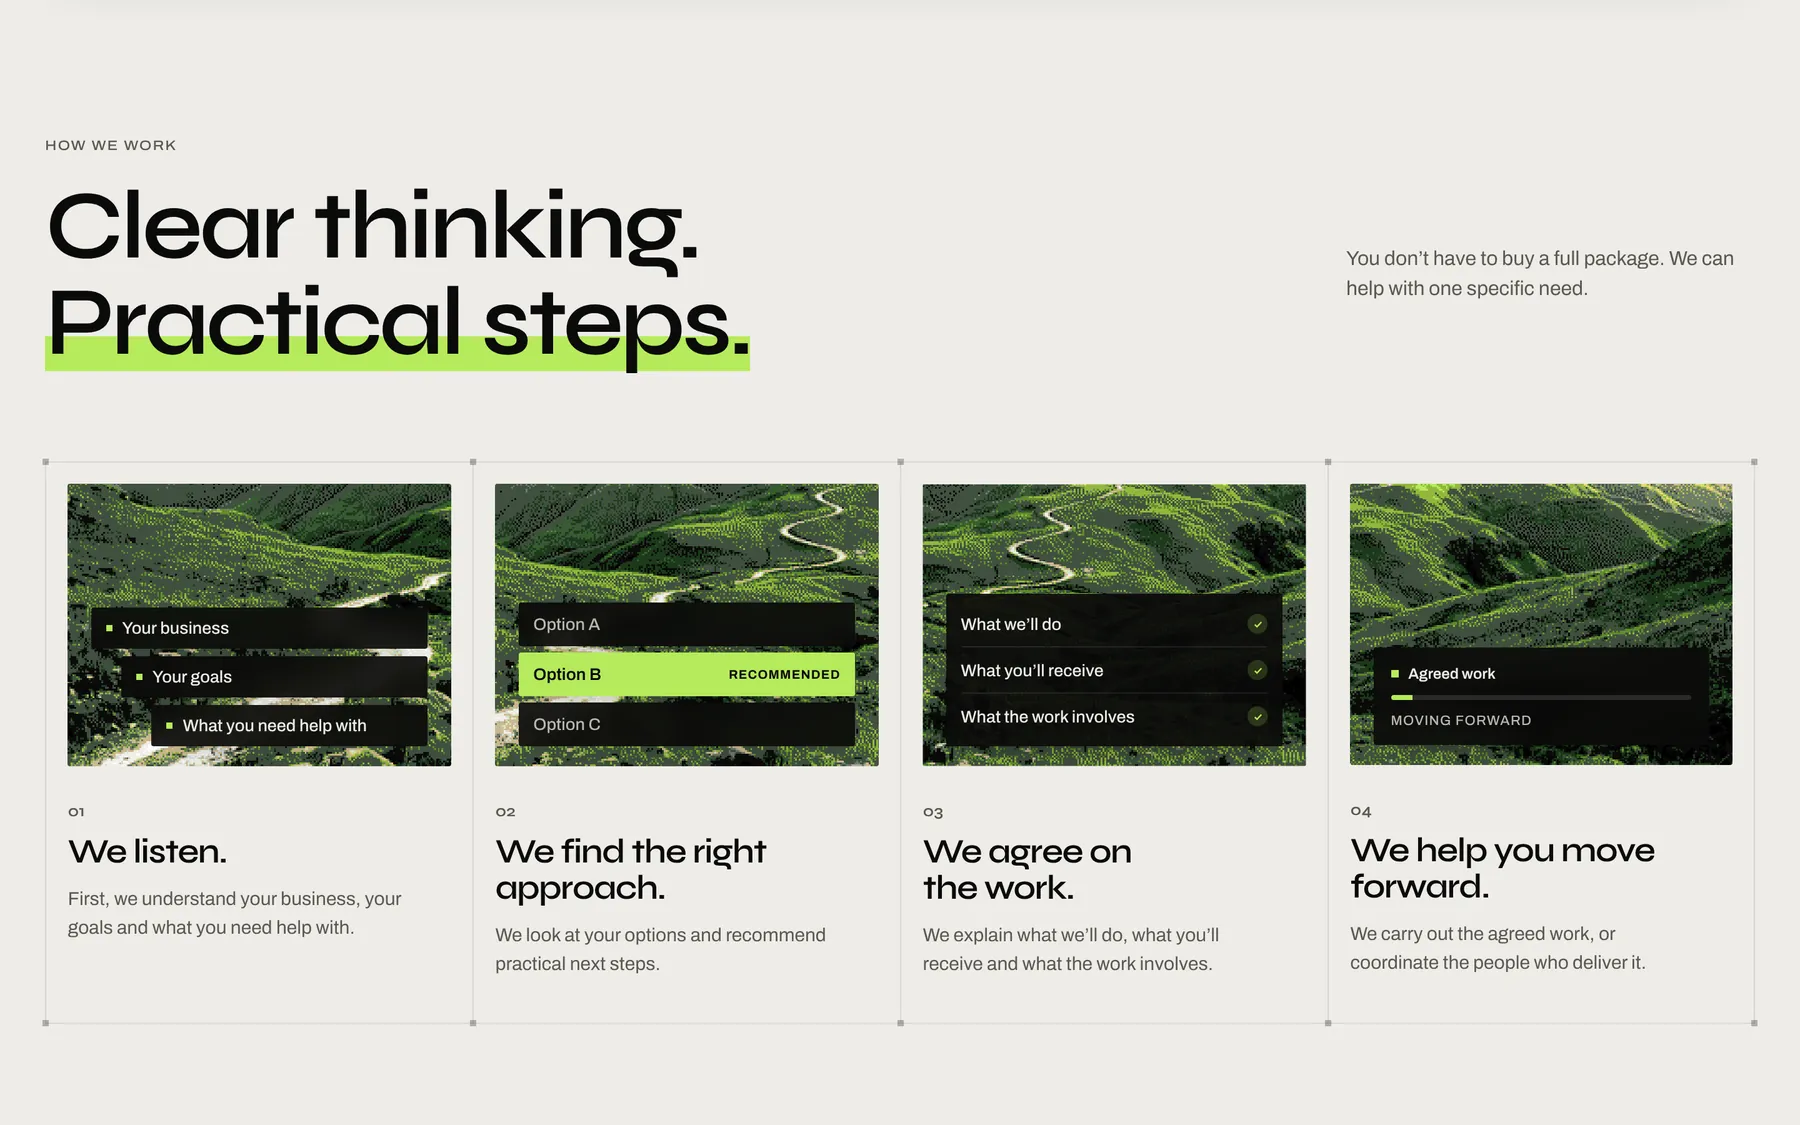 HOW WE WORK
Clear thinking.
Practical steps.
You don’t have to buy a full package. We can
help with one specific need.
Your business
Your goals
What you need help with
01
We listen.
First, we understand your business, your
goals and what you need help with.
Option A
Option B RECOMMENDED
Option C
02
We find the right
approach.
We look at your options and recommend
practical next steps.
What we’ll do
What you’ll receive
What the work involves
03
We agree on
the work.
We explain what we’ll do, what you’ll
receive and what the work involves.
Agreed work
MOVING FORWARD
04
We help you move
forward.
We carry out the agreed work, or
coordinate the people who deliver it.